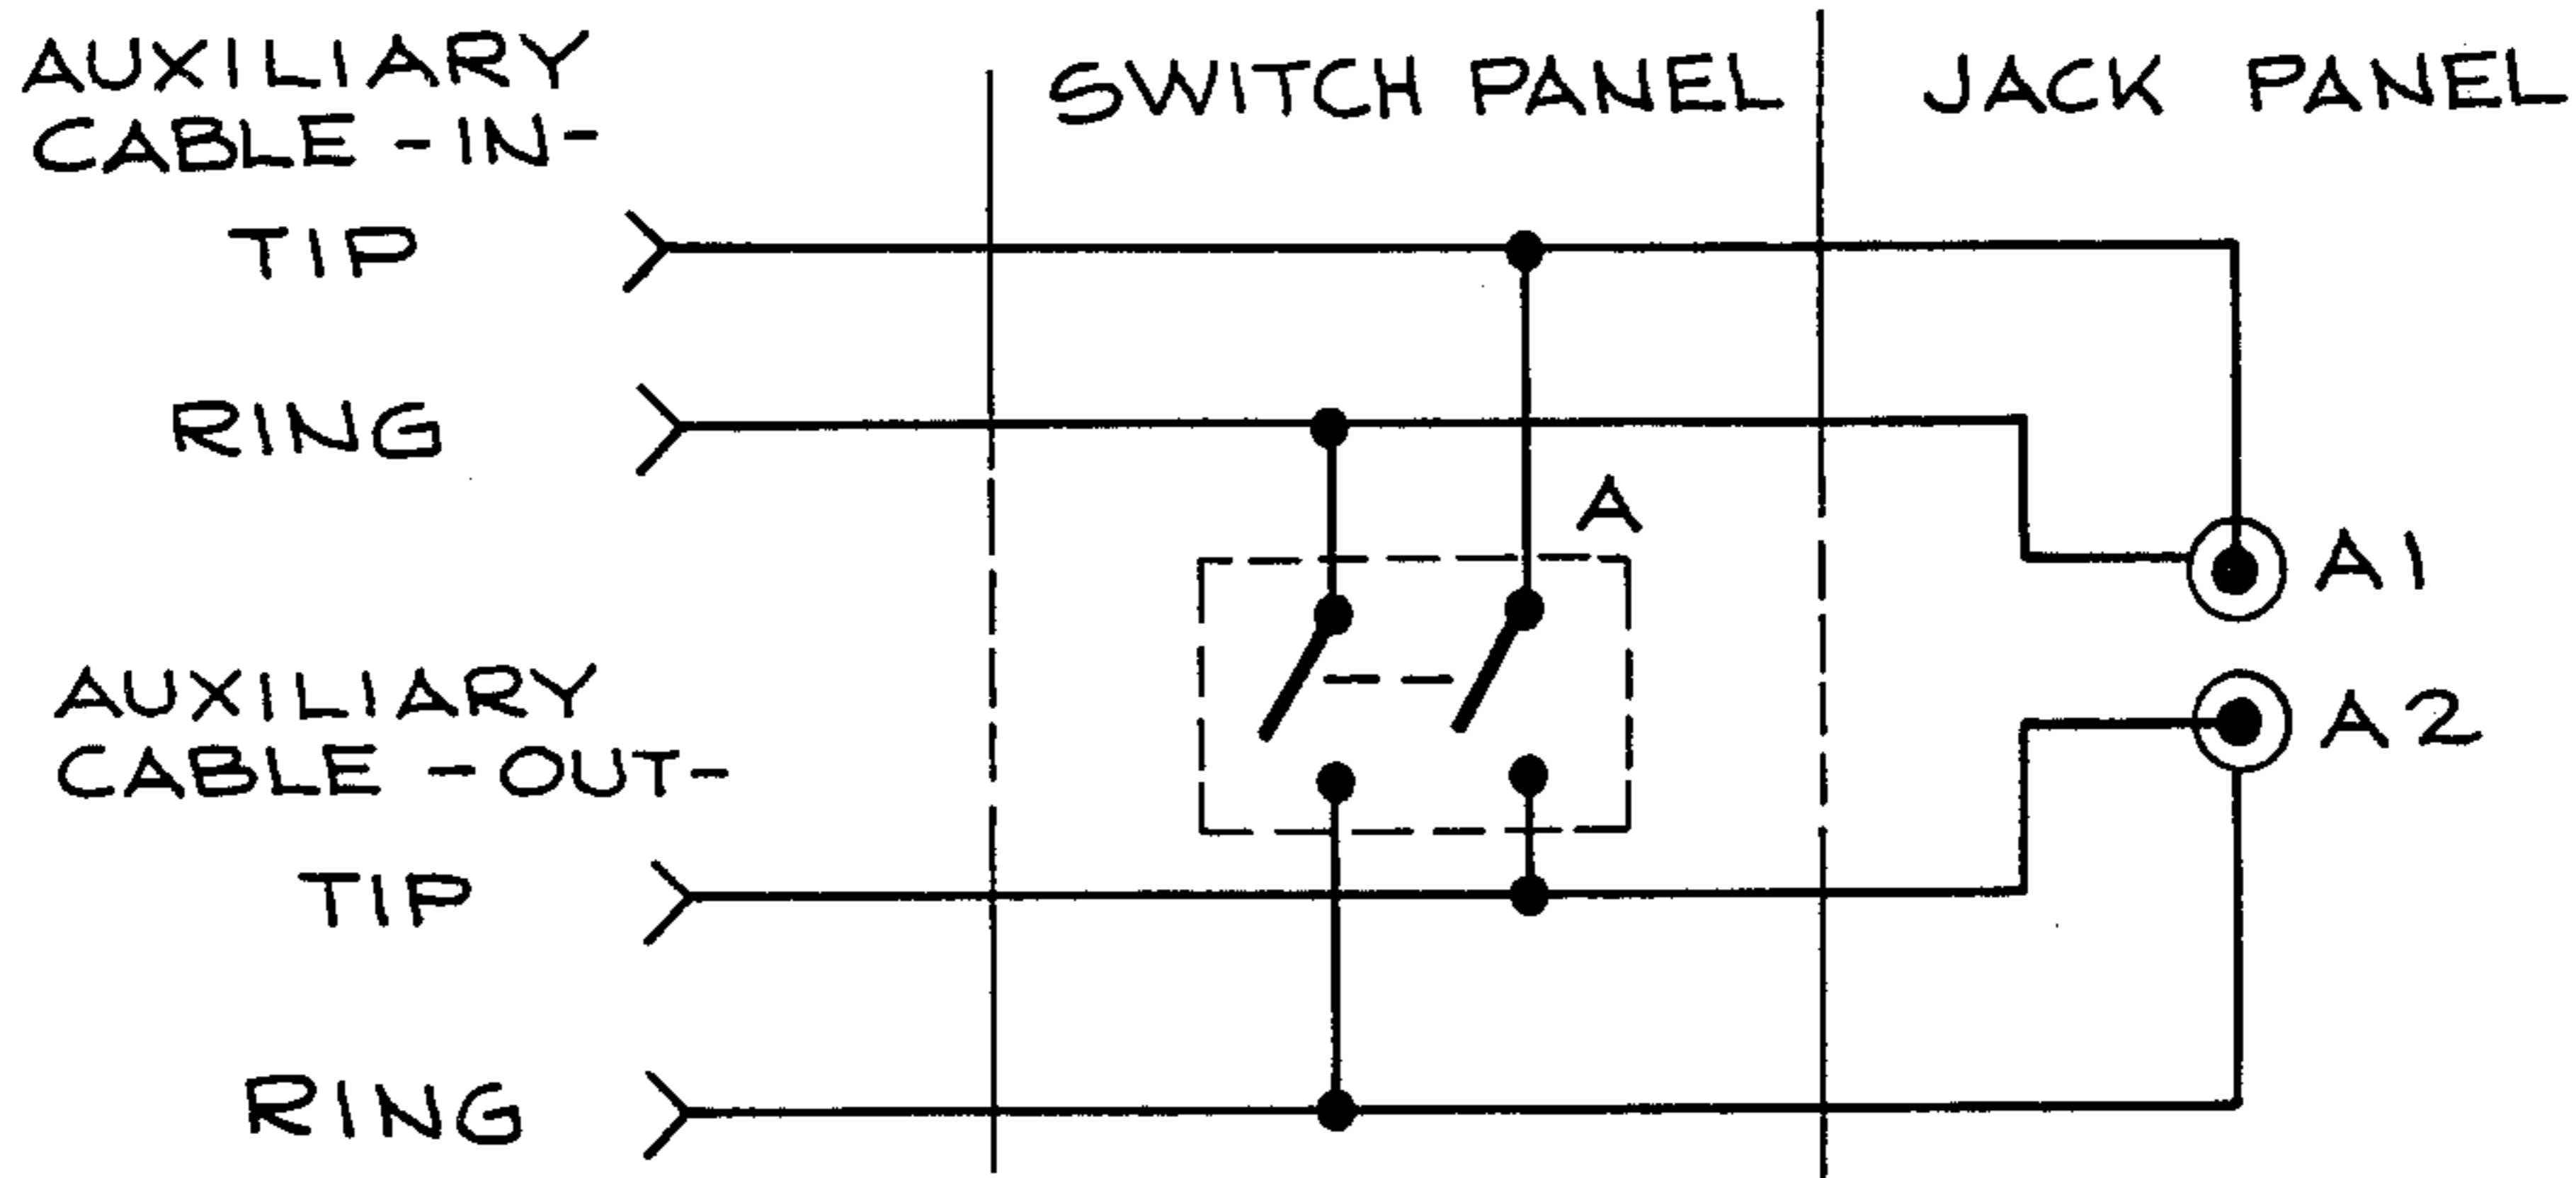 AUXILIARY
CABLE -IN-
SWITCH PANEL
JACK PANEL
TIP
RING
A
A1
AUXILIARY
CABLE -OUT-
A2
TIP
RING